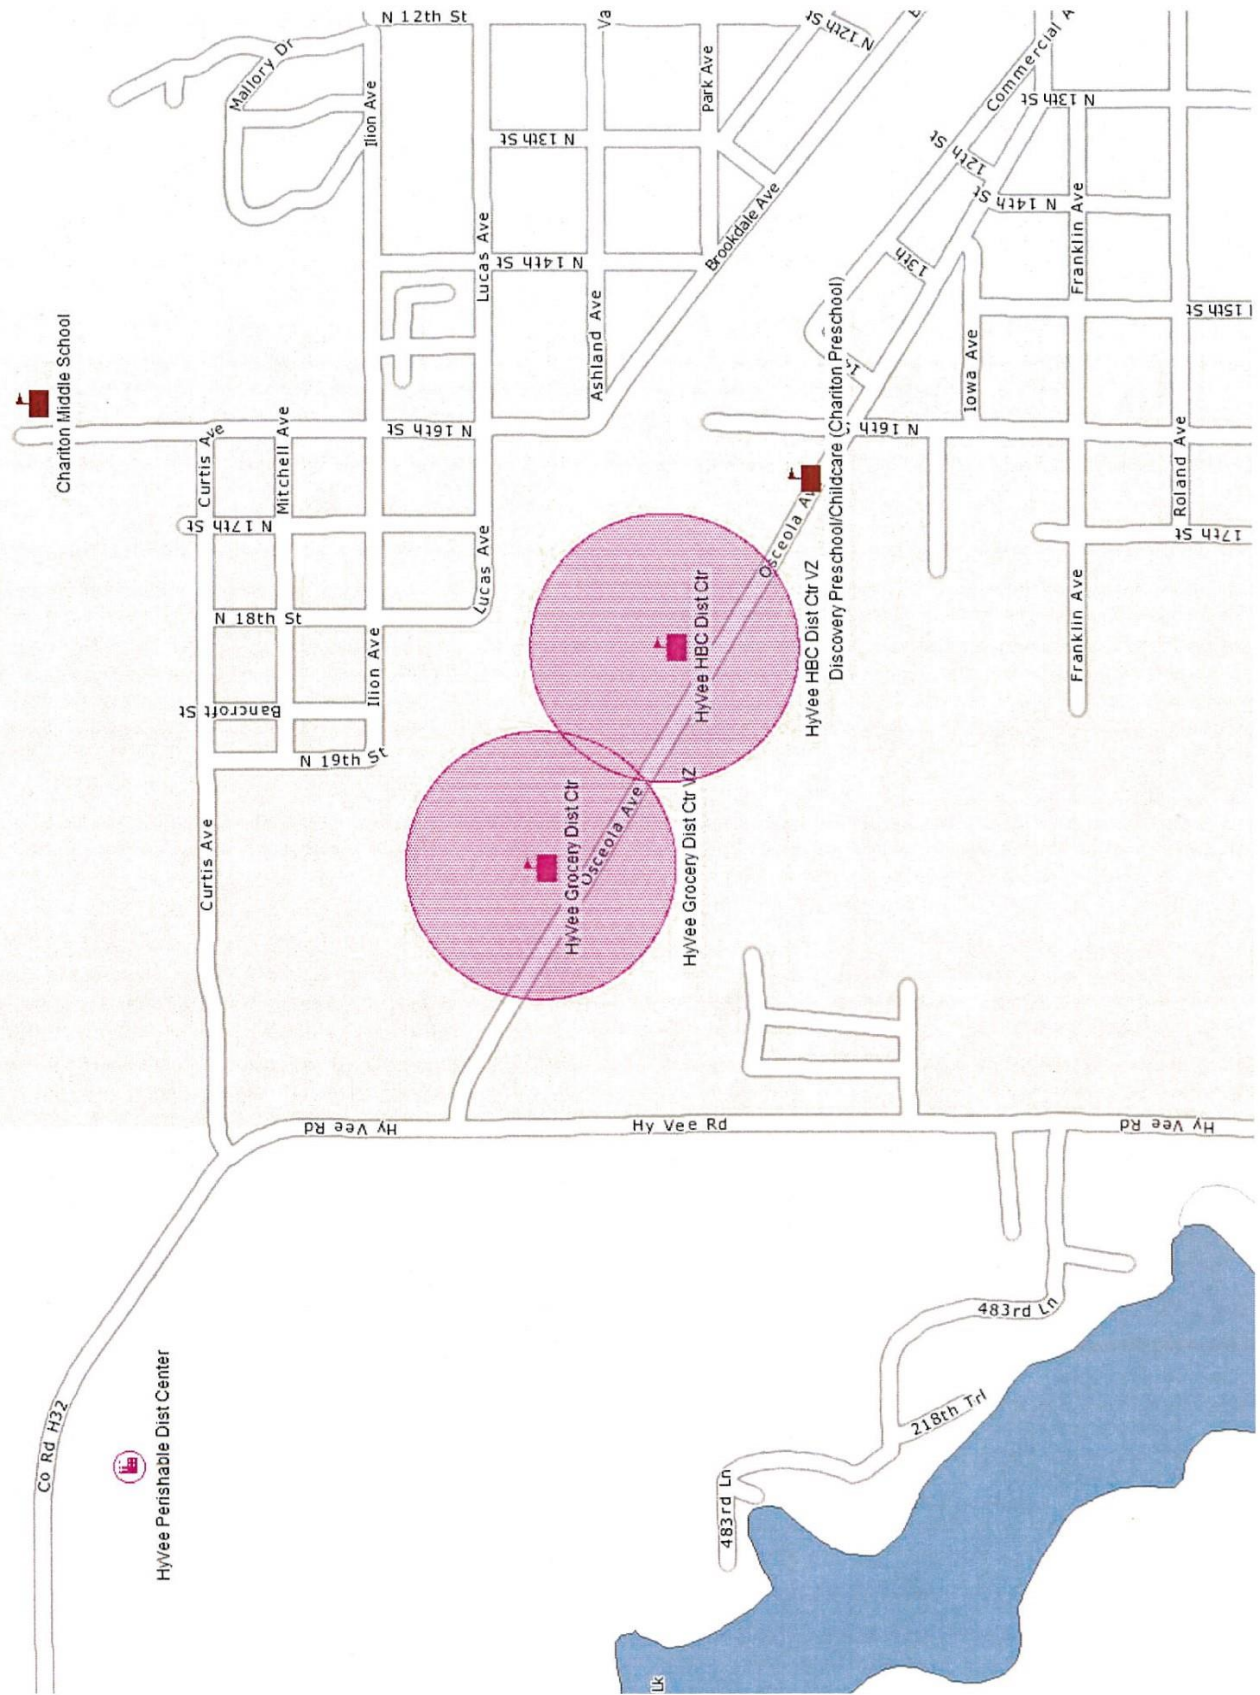 N 12th St
Va
N 12th St
Commercial A
Mallory Dr
Ilion Ave
Park Ave
N 13th St
N 13th St
12th St
N 14th St
Chariton Middle School
Lucas Ave
N 14th St
Brookdale Ave
13th
Franklin Ave
15th St
Ashland Ave
Iowa Ave
14
Curtis Ave
Mitchell Ave
N 16th St
N 16th St
Roland Ave
N 17th St
17th St
Discovery Preschool/Childcare (Chariton Preschool)
Osceola Av
Lucas Ave
N 18th St
HyVee HBC Dist Ctr
HyVee HBC Dist Ctr VZ
Franklin Ave
Ilion Ave
Bancroft St
N 19th St
Curtis Ave
HyVee Grocery Dist Ctr
Osceola Ave
HyVee Grocery Dist Ctr VZ
Hy Vee Rd
Hy Vee Rd
Hy Vee Rd
483rd Ln
Co Rd H32
HyVee Perishable Dist Center
218th Trl
483rd Ln
Lk